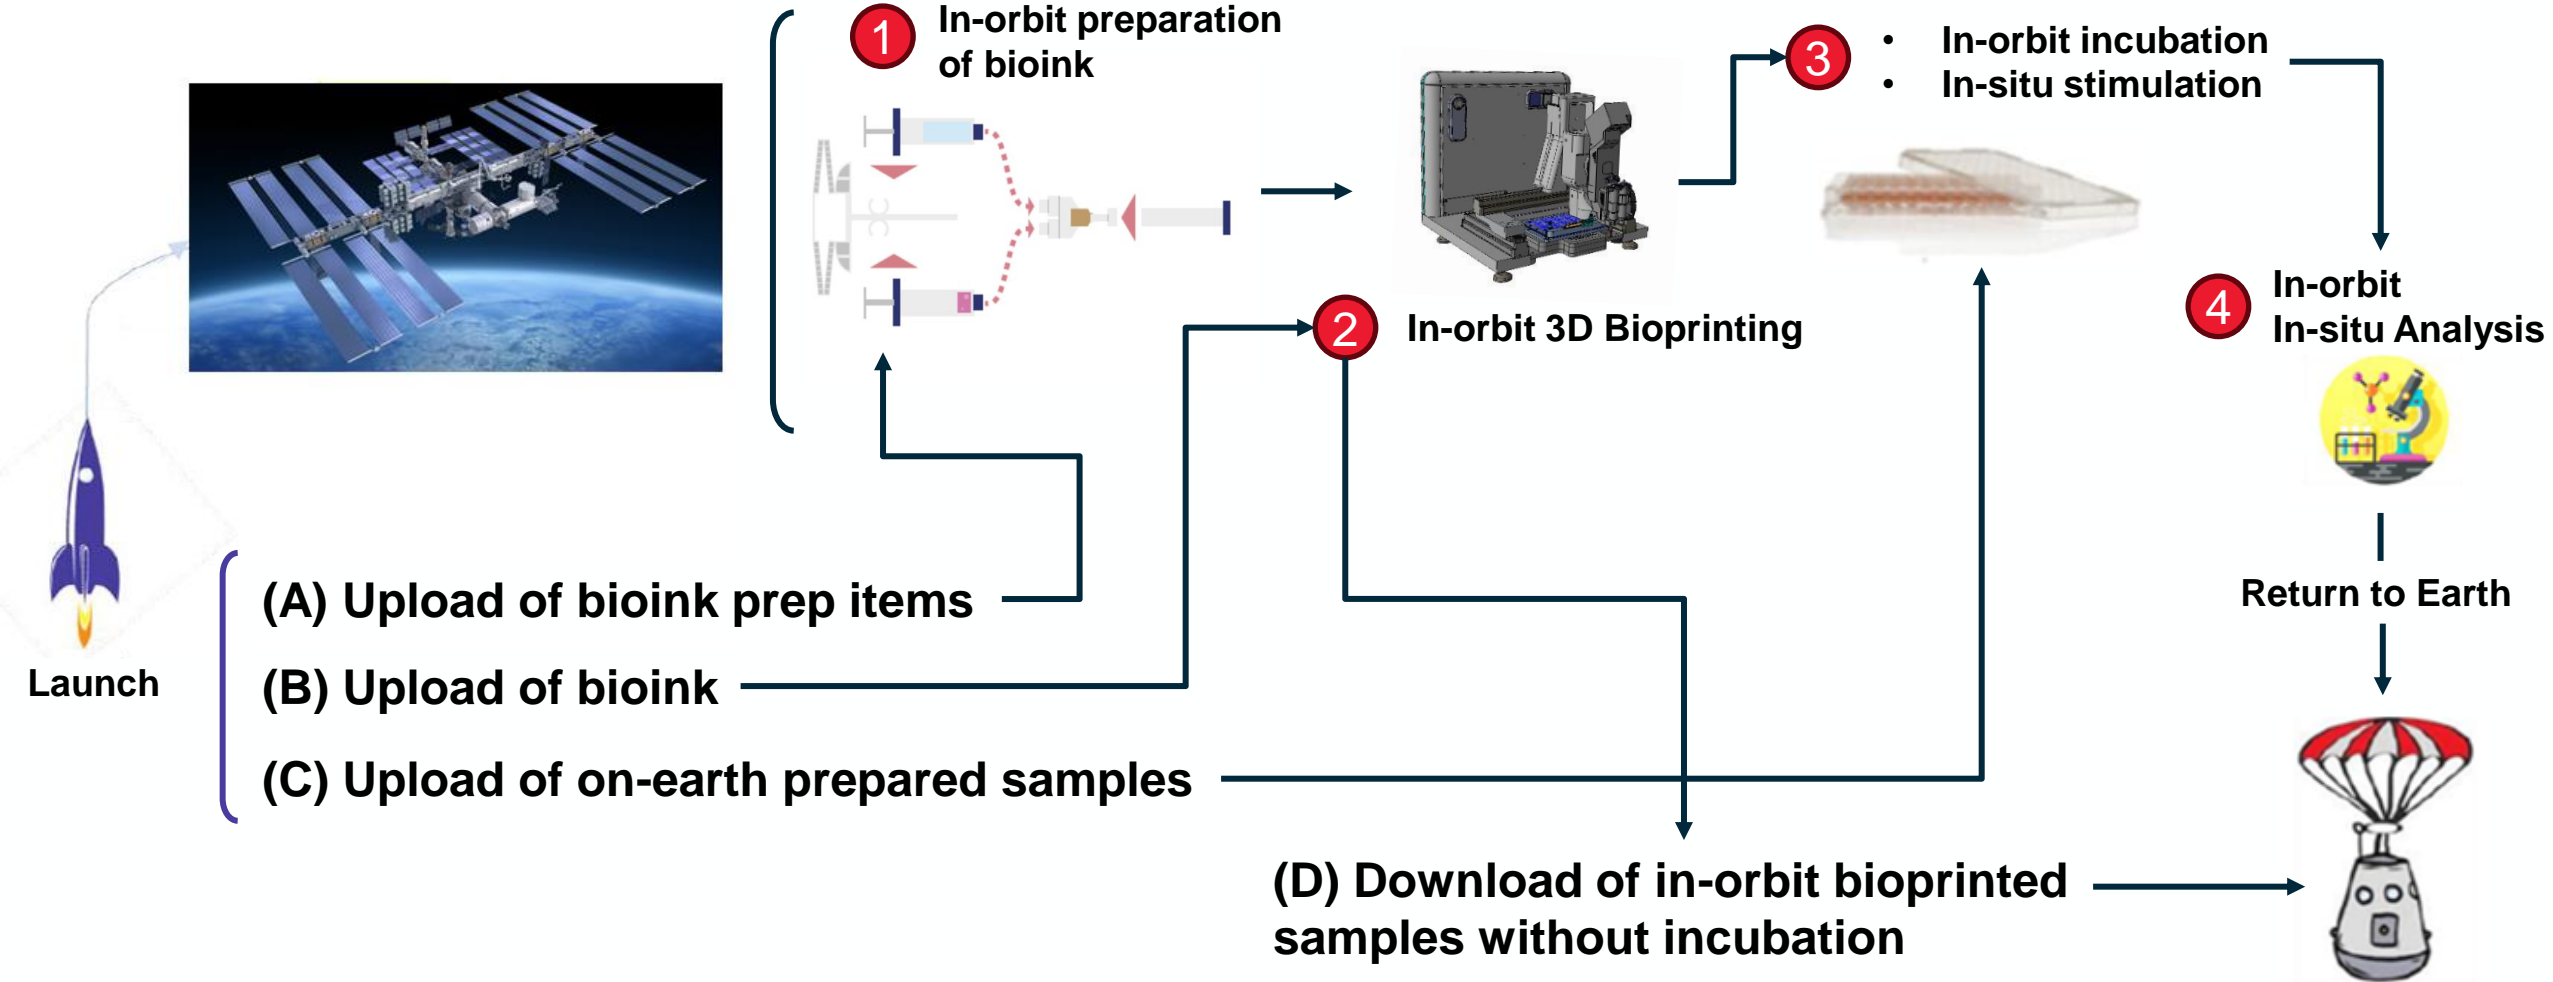 1
In-orbit preparation
of bioink
3
• In-orbit incubation
• In-situ stimulation
2
In-orbit 3D Bioprinting
4
In-orbit
In-situ Analysis
Return to Earth
Launch
(A) Upload of bioink prep items
(B) Upload of bioink
(C) Upload of on-earth prepared samples
(D) Download of in-orbit bioprinted
samples without incubation